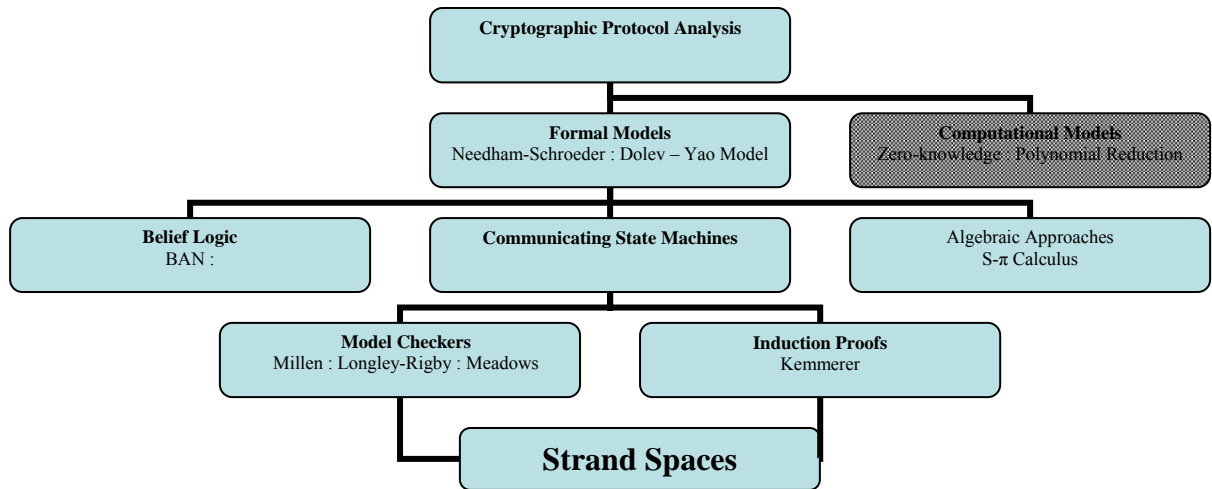 Cryptographic Protocol Analysis
Formal Models
Needham-Schroeder : Dolev – Yao Model
Computational Models
Zero-knowledge : Polynomial Reduction
Belief Logic
BAN :
Communicating State Machines
Algebraic Approaches
S-π Calculus
Model Checkers
Millen : Longley-Rigby : Meadows
Induction Proofs
Kemmerer
Strand Spaces